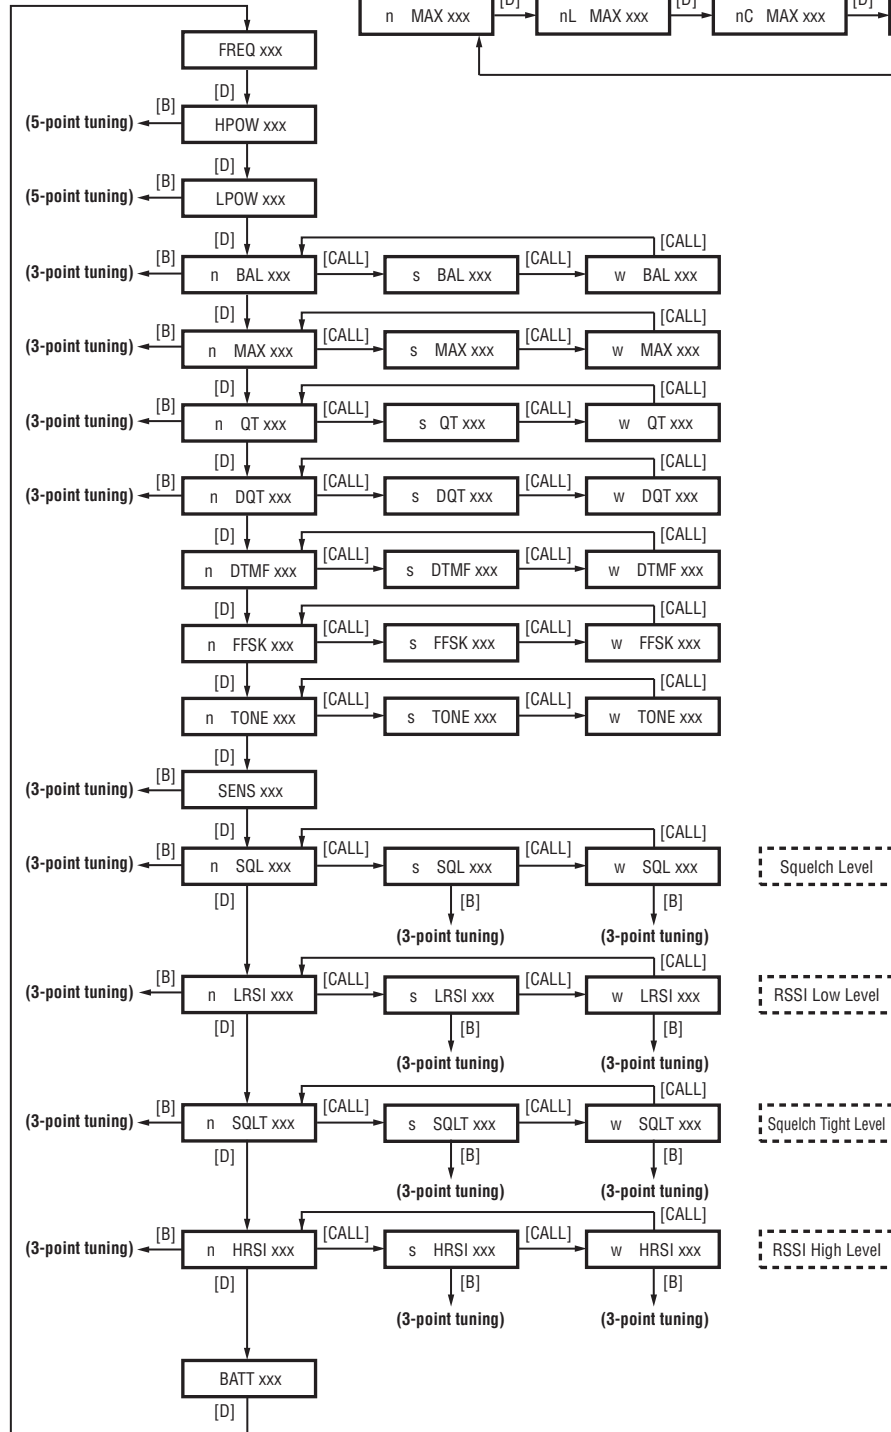 n MAX xxx [D] nL MAX xxx [D] nC MAX xxx [D]
FREQ xxx
[D]
(5-point tuning) [B] HPOW xxx
[D]
(5-point tuning) [B] LPOW xxx
[D] [CALL]
(3-point tuning) [B] n BAL xxx [CALL] s BAL xxx [CALL] w BAL xxx
[D] [CALL]
(3-point tuning) [B] n MAX xxx [CALL] s MAX xxx [CALL] w MAX xxx
[D] [CALL]
(3-point tuning) [B] n QT xxx [CALL] s QT xxx [CALL] w QT xxx
[D] [CALL]
(3-point tuning) [B] n DQT xxx [CALL] s DQT xxx [CALL] w DQT xxx
[D] [CALL]
n DTMF xxx [CALL] s DTMF xxx [CALL] w DTMF xxx
[D] [CALL]
n FFSK xxx [CALL] s FFSK xxx [CALL] w FFSK xxx
[D] [CALL]
n TONE xxx [CALL] s TONE xxx [CALL] w TONE xxx
[D]
(3-point tuning) [B] SENS xxx
[D] [CALL]
(3-point tuning) [B] n SQL xxx [CALL] s SQL xxx [CALL] w SQL xxx Squelch Level
[D] [B] [B]
(3-point tuning) (3-point tuning)
[CALL]
(3-point tuning) [B] n LRSI xxx [CALL] s LRSI xxx [CALL] w LRSI xxx RSSI Low Level
[D] [B] [B]
(3-point tuning) (3-point tuning)
[CALL]
(3-point tuning) [B] n SQLT xxx [CALL] s SQLT xxx [CALL] w SQLT xxx Squelch Tight Level
[D] [B] [B]
(3-point tuning) (3-point tuning)
[CALL]
(3-point tuning) [B] n HRSI xxx [CALL] s HRSI xxx [CALL] w HRSI xxx RSSI High Level
[D] [B] [B]
(3-point tuning) (3-point tuning)
BATT xxx
[D]